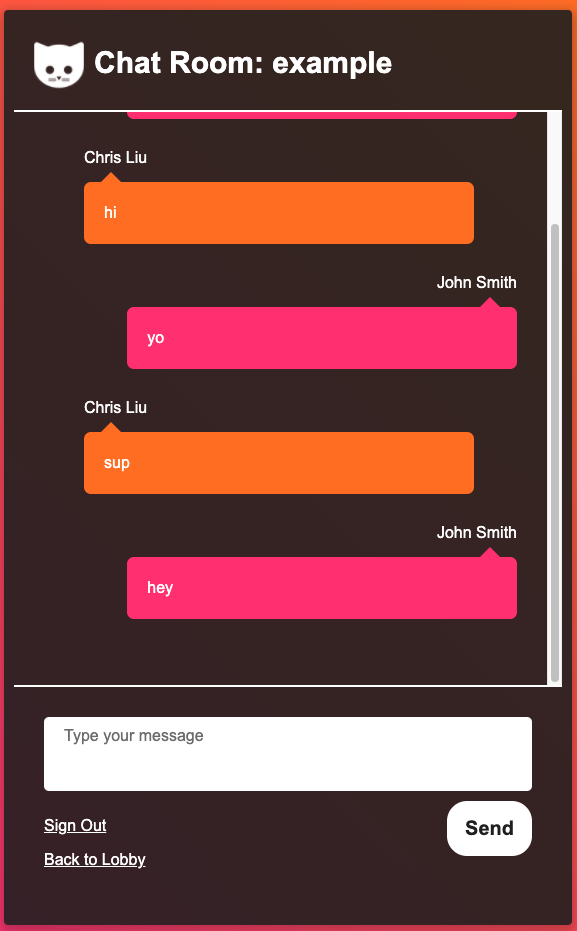 Chat Room: example
Chris Liu
hi
John Smith
yo
Chris Liu
sup
John Smith
hey
Type your message
Sign Out
Send
Back to Lobby